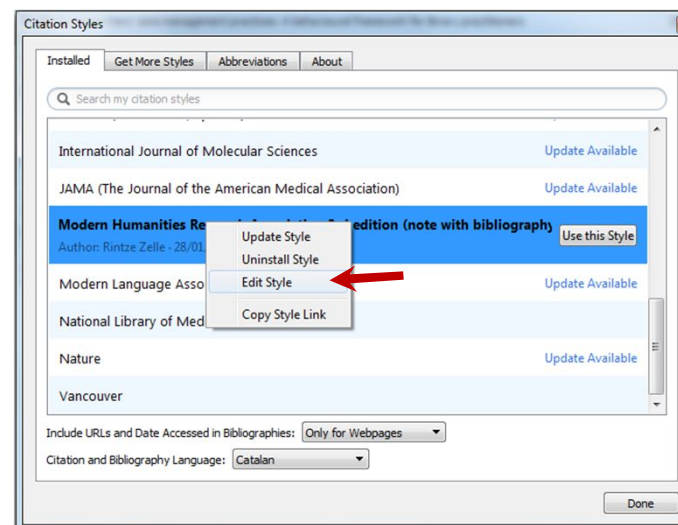 Citation Styles
Installed Get More Styles Abbreviations About
Search my citation styles
International Journal of Molecular Sciences Update Available
JAMA (The Journal of the American Medical Association) Update Available
Modern Humanities Re edition (note with bibliography Use this Style
Author: Rintze Zelle - 28/01
Update Style
Uninstall Style
Edit Style
Copy Style Link
Modern Language Asso Update Available
National Library of Med
Nature Update Available
Vancouver
Include URLs and Date Accessed in Bibliographies: Only for Webpages
Citation and Bibliography Language: Catalan
Done